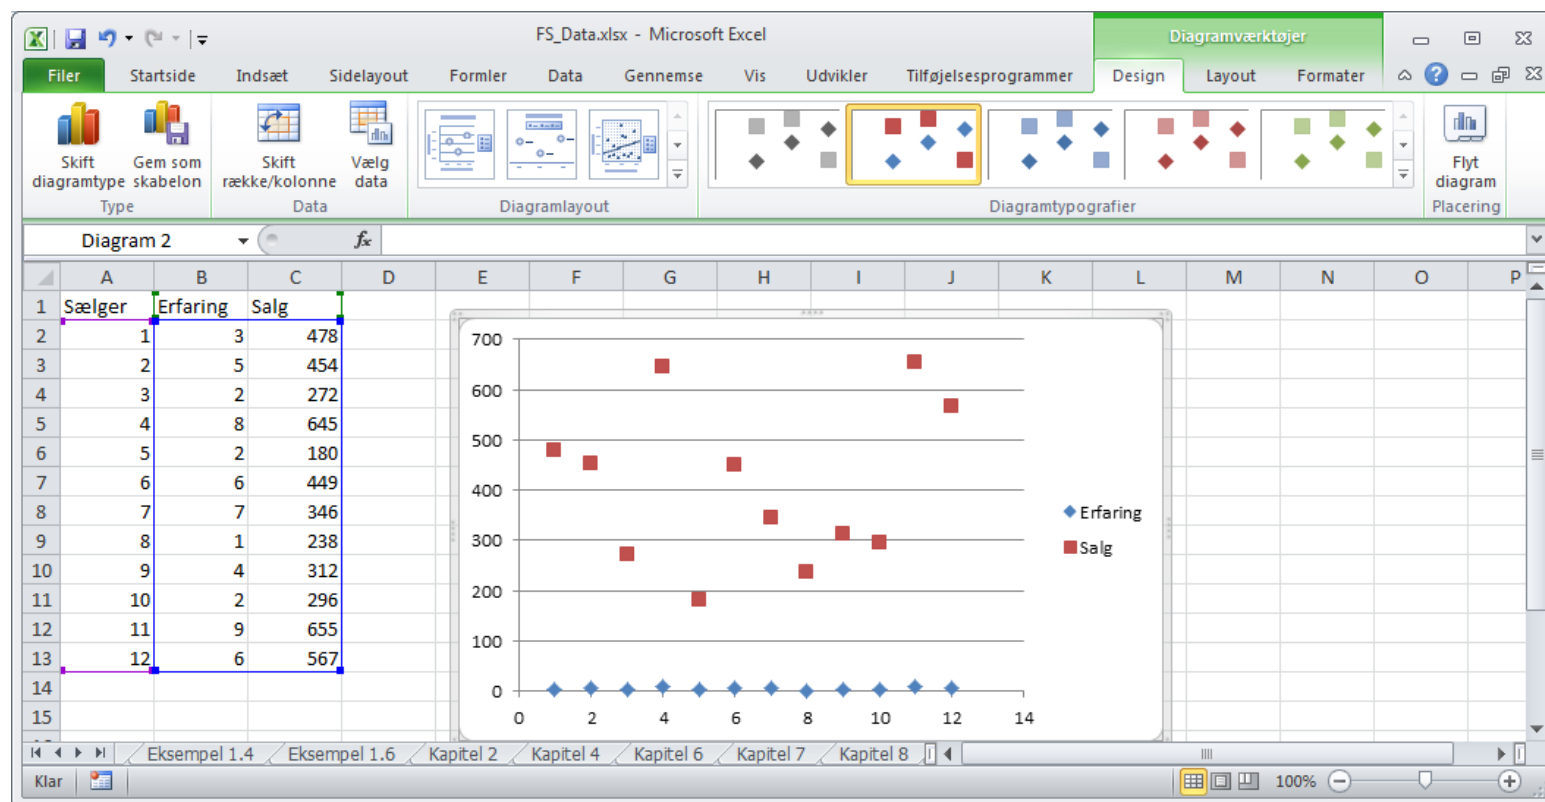 FS_Data.xlsx - Microsoft Excel
Diagramværktøjer
Filer Startside Indsæt Sidelayout Formler Data Gennemse Vis Udvikler Tilføjelsesprogrammer Design Layout Formater
Skift diagramtype
Gem som skabelon
Skift række/kolonne
Vælg data
Flyt diagram
Type Data Diagramlayout Diagramtypografier Placering
Diagram 2 fx
A B C D E F G H I J K L M N O P
1 Sælger Erfaring Salg
2 1 3 478
3 2 5 454
4 3 2 272
5 4 8 645
6 5 2 180
7 6 6 449
8 7 7 346
9 8 1 238
10 9 4 312
11 10 2 296
12 11 9 655
13 12 6 567
14
15
700
600
500
400
300
200
100
0
0 2 4 6 8 10 12 14
Erfaring
Salg
Eksempel 1.4 Eksempel 1.6 Kapitel 2 Kapitel 4 Kapitel 6 Kapitel 7 Kapitel 8
Klar 100%